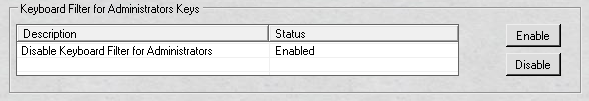 Keyboard Filter for Administrators Keys
Description Status
Disable Keyboard Filter for Administrators Enabled
Enable
Disable